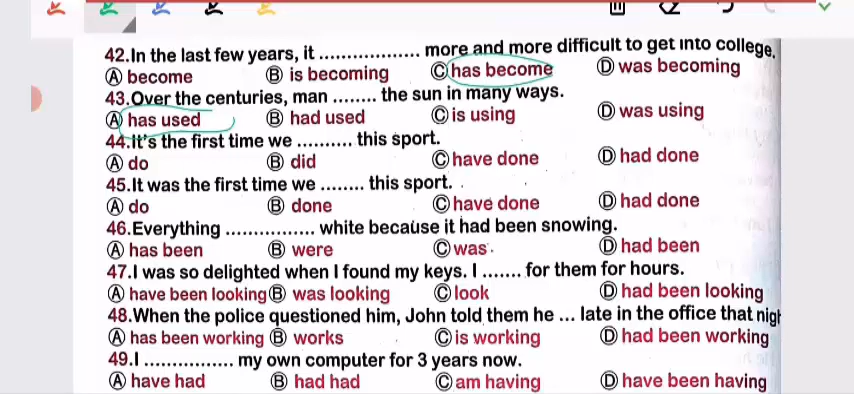 42.In the last few years, it .................. more and more difficult to get into college.
Ⓐ become Ⓑ is becoming Ⓒ has become Ⓓ was becoming
43.Over the centuries, man ........ the sun in many ways.
Ⓐ has used Ⓑ had used Ⓒ is using Ⓓ was using
44.It's the first time we .......... this sport.
Ⓐ do Ⓑ did Ⓒ have done Ⓓ had done
45.It was the first time we ........ this sport.
Ⓐ do Ⓑ done Ⓒ have done Ⓓ had done
46.Everything ................ white because it had been snowing.
Ⓐ has been Ⓑ were Ⓒ was Ⓓ had been
47.I was so delighted when I found my keys. I ....... for them for hours.
Ⓐ have been looking Ⓑ was looking Ⓒ look Ⓓ had been looking
48.When the police questioned him, John told them he ... late in the office that
Ⓐ has been working Ⓑ works Ⓒ is working Ⓓ had been working
49.I ................ my own computer for 3 years now.
Ⓐ have had Ⓑ had had Ⓒ am having Ⓓ have been having